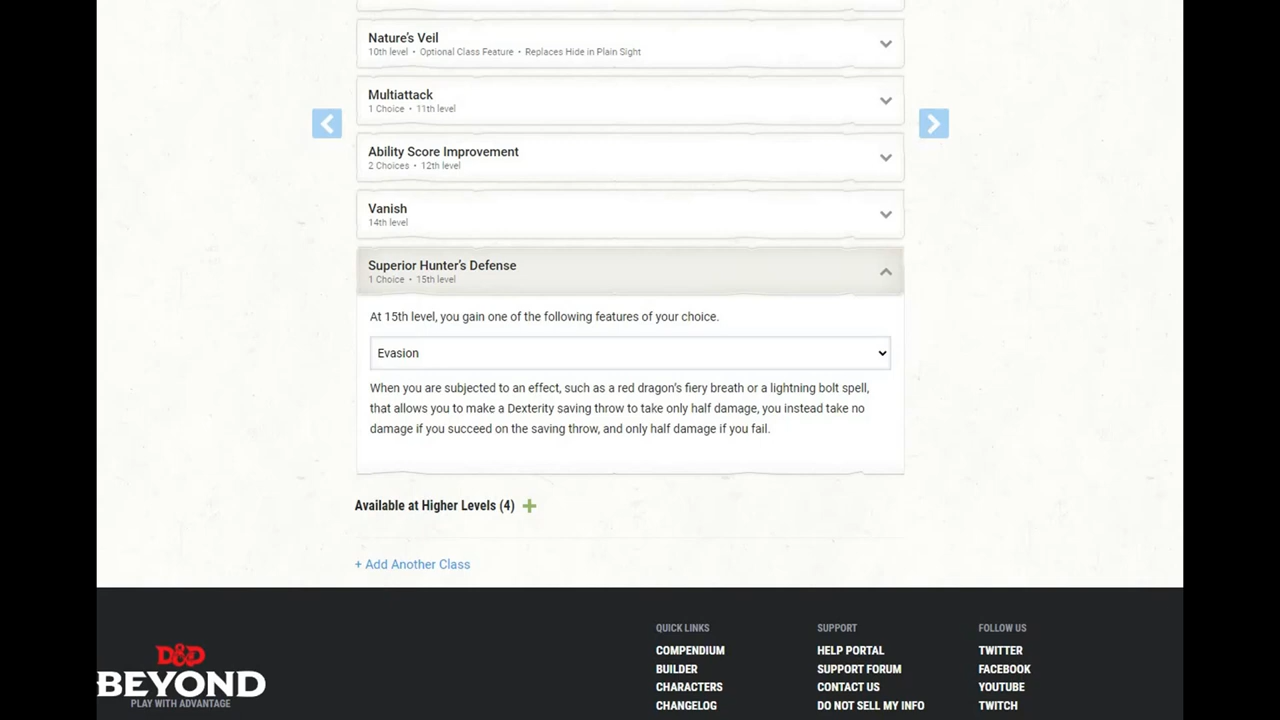 Nature's Veil
10th level • Optional Class Feature • Replaces Hide in Plain Sight
Multiattack
1 Choice • 11th level
Ability Score Improvement
2 Choices • 12th level
Vanish
14th level
Superior Hunter's Defense
1 Choice • 15th level
At 15th level, you gain one of the following features of your choice.
Evasion
When you are subjected to an effect, such as a red dragon's fiery breath or a lightning bolt spell,
that allows you to make a Dexterity saving throw to take only half damage, you instead take no
damage if you succeed on the saving throw, and only half damage if you fail.
Available at Higher Levels (4) +
+ Add Another Class
D&D
BEYOND
PLAY WITH ADVANTAGE
QUICK LINKS
COMPENDIUM
BUILDER
CHARACTERS
CHANGELOG
SUPPORT
HELP PORTAL
SUPPORT FORUM
CONTACT US
DO NOT SELL MY INFO
FOLLOW US
TWITTER
FACEBOOK
YOUTUBE
TWITCH